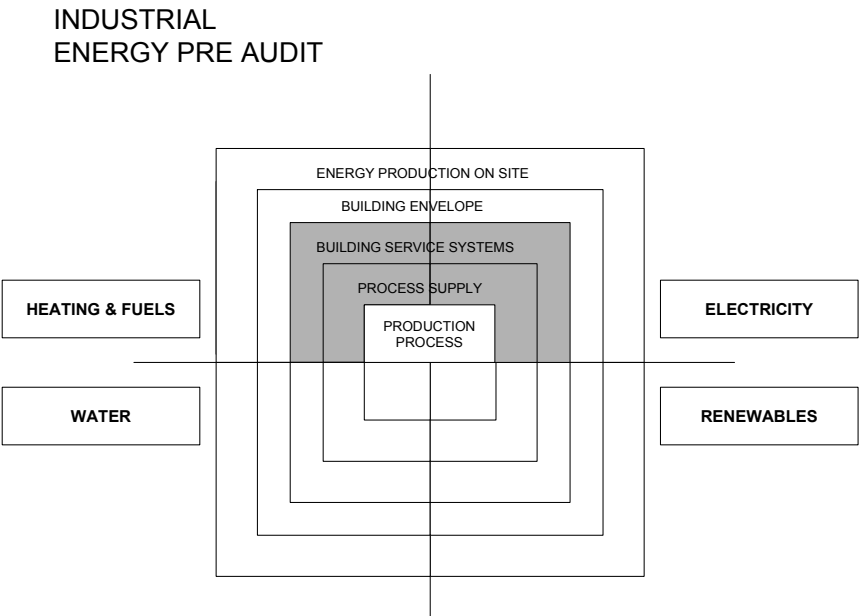 INDUSTRIAL
ENERGY PRE AUDIT
ENERGY PRODUCTION ON SITE
BUILDING ENVELOPE
BUILDING SERVICE SYSTEMS
PROCESS SUPPLY
PRODUCTION
PROCESS
HEATING & FUELS
ELECTRICITY
WATER
RENEWABLES